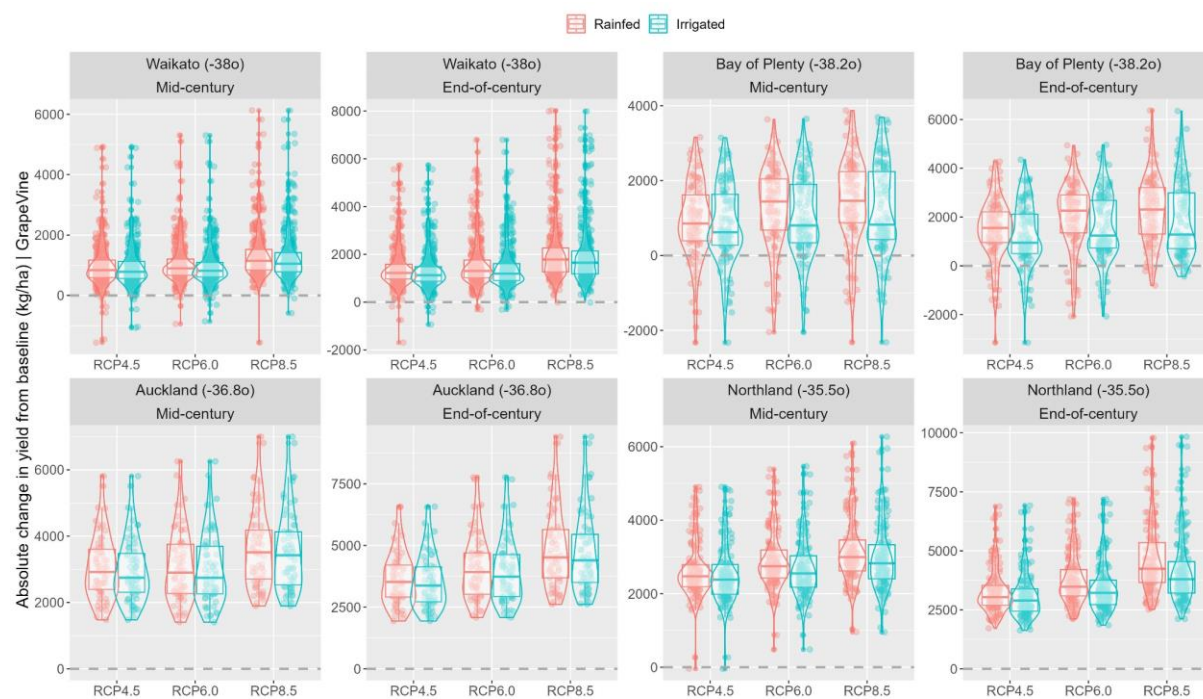 Rainfed Irrigated
Absolute change in yield from baseline (kg/ha) | GrapeVine
Waikato (-38o)
Mid-century
6000
4000
2000
0
RCP4.5 RCP6.0 RCP8.5
Waikato (-38o)
End-of-century
8000
6000
4000
2000
0
-2000
RCP4.5 RCP6.0 RCP8.5
Bay of Plenty (-38.2o)
Mid-century
4000
2000
0
-2000
RCP4.5 RCP6.0 RCP8.5
Bay of Plenty (-38.2o)
End-of-century
6000
4000
2000
0
-2000
RCP4.5 RCP6.0 RCP8.5
Auckland (-36.8o)
Mid-century
6000
4000
2000
0
RCP4.5 RCP6.0 RCP8.5
Auckland (-36.8o)
End-of-century
7500
5000
2500
0
RCP4.5 RCP6.0 RCP8.5
Northland (-35.5o)
Mid-century
6000
4000
2000
0
RCP4.5 RCP6.0 RCP8.5
Northland (-35.5o)
End-of-century
10000
7500
5000
2500
0
RCP4.5 RCP6.0 RCP8.5